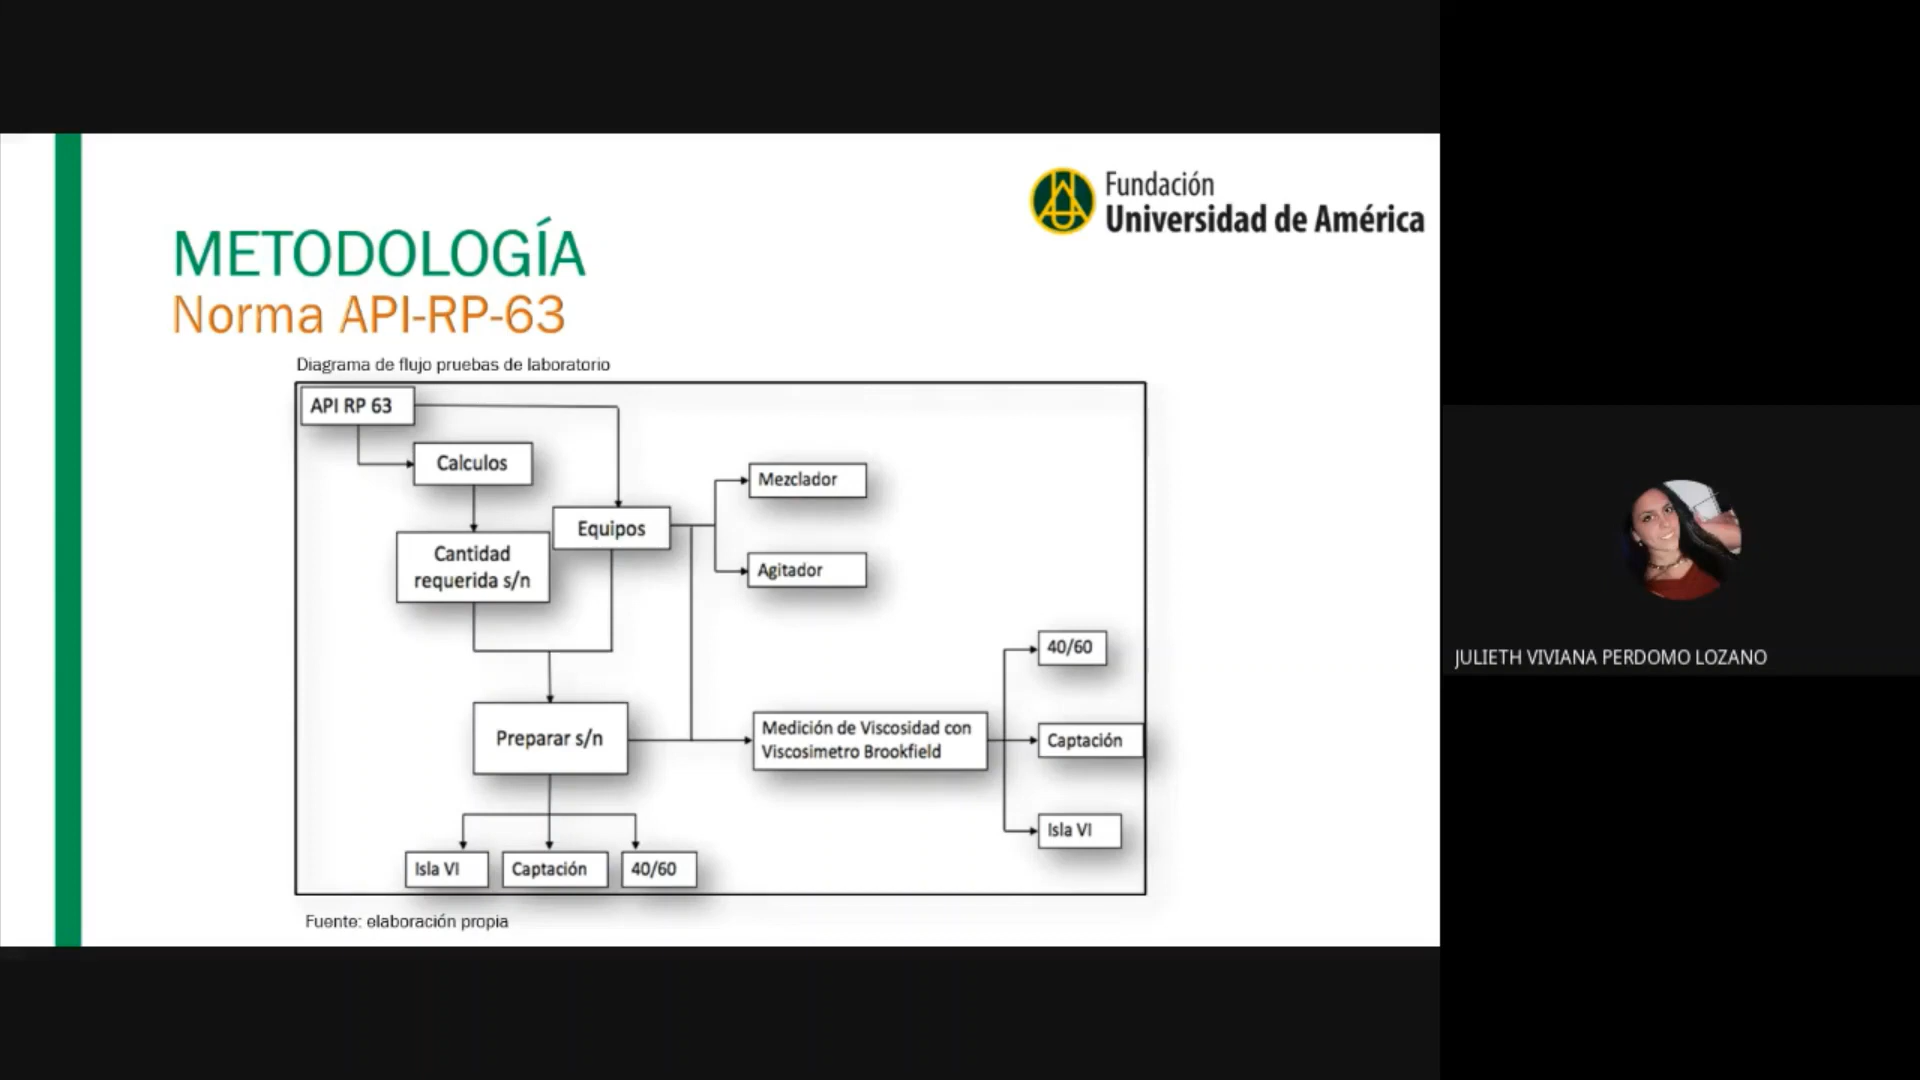 Fundación
Universidad de América
METODOLOGÍA
Norma API-RP-63
Diagrama de flujo pruebas de laboratorio
API RP 63
Calculos
Mezclador
Equipos
Cantidad
requerida s/n
Agitador
40/60
Preparar s/n
Medición de Viscosidad con
Viscosimetro Brookfield
Captación
Isla VI
Isla VI
Captación
40/60
Fuente: elaboración propia
JULIETH VIVIANA PERDOMO LOZANO